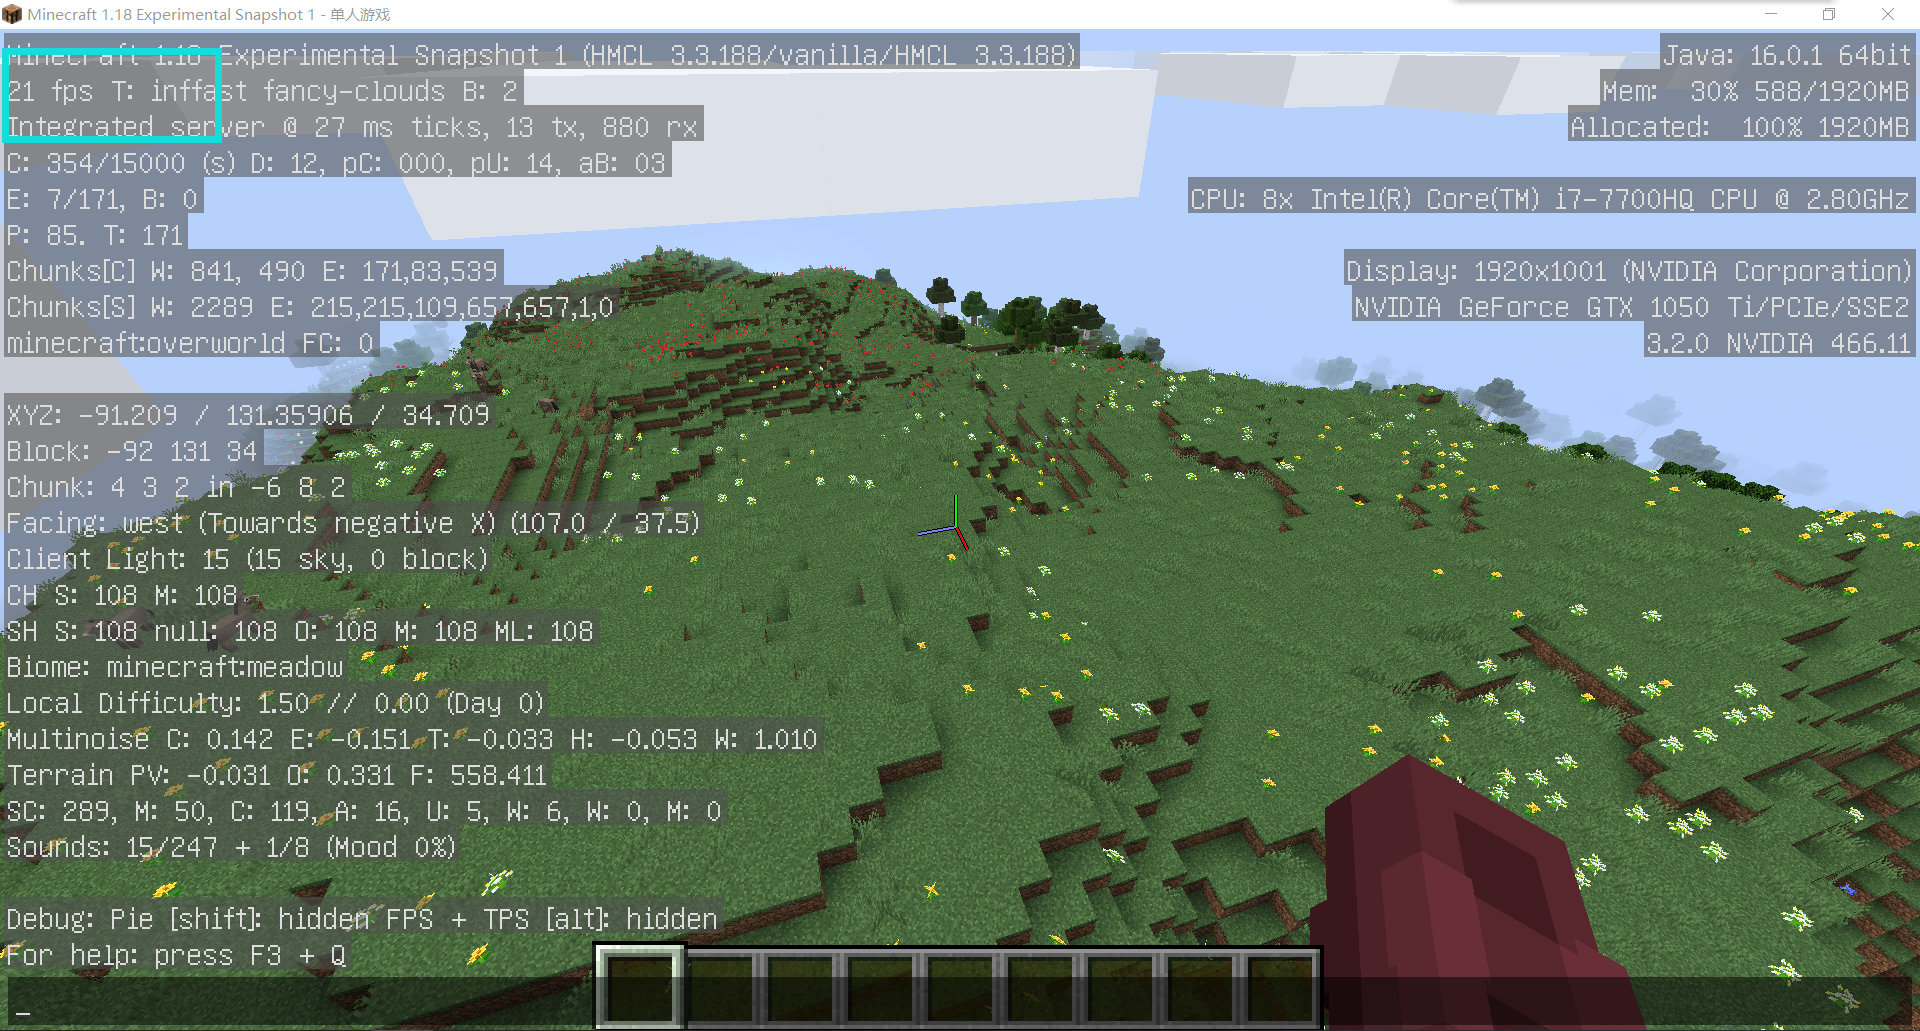 Minecraft 1.18 Experimental Snapshot 1 - 单人游戏
Minecraft 1.18 Experimental Snapshot 1 (HMCL 3.3.188/vanilla/HMCL 3.3.188)
21 fps T: inffast fancy-clouds B: 2
Integrated server @ 27 ms ticks, 13 tx, 880 rx
C: 354/15000 (s) D: 12, pC: 000, pU: 14, aB: 03
E: 7/171, B: 0
P: 85. T: 171
Chunks[C] W: 841, 490 E: 171,83,539
Chunks[S] W: 2289 E: 215,215,109,657,657,1,0
minecraft:overworld FC: 0
XYZ: -91.209 / 131.35906 / 34.709
Block: -92 131 34
Chunk: 4 3 2 in -6 8 2
Facing: west (Towards negative X) (107.0 / 37.5)
Client Light: 15 (15 sky, 0 block)
CH S: 108 M: 108
SH S: 108 null: 108 O: 108 M: 108 ML: 108
Biome: minecraft:meadow
Local Difficulty: 1.50 // 0.00 (Day 0)
Multinoise C: 0.142 E: -0.151 T: -0.033 H: -0.053 W: 1.010
Terrain PV: -0.031 O: 0.331 F: 558.411
SC: 289, M: 50, C: 119, A: 16, U: 5, W: 6, W: 0, M: 0
Sounds: 15/247 + 1/8 (Mood 0%)
Debug: Pie [shift]: hidden FPS + TPS [alt]: hidden
For help: press F3 + Q
_
Java: 16.0.1 64bit
Mem: 30% 588/1920MB
Allocated: 100% 1920MB
CPU: 8x Intel(R) Core(TM) i7-7700HQ CPU @ 2.80GHz
Display: 1920x1001 (NVIDIA Corporation)
NVIDIA GeForce GTX 1050 Ti/PCIe/SSE2
3.2.0 NVIDIA 466.11